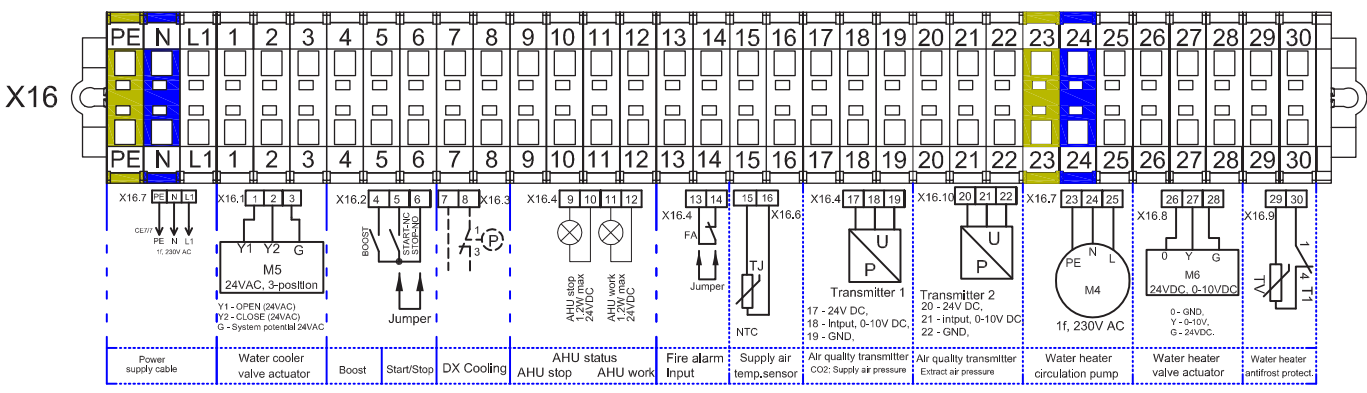 PE N L1 1 2 3 4 5 6 7 8 9 10 11 12 13 14 15 16 17 18 19 20 21 22 23 24 25 26 27 28 29 30
X16
PE N L1 1 2 3 4 5 6 7 8 9 10 11 12 13 14 15 16 17 18 19 20 21 22 23 24 25 26 27 28 29 30
X16.7 PE N L1
CE7/7
PE N L1
1f, 230V AC
Power
supply cable
X16.1 1 2 3
Y1 Y2 G
M5
24VAC, 3-position
Y1 - OPEN (24VAC)
Y2 - CLOSE (24VAC)
G - System potential 24VAC
Water cooler
valve actuator
X16.2 4 5 6
BOOST
START-NC
STOP-NO
Jumper
Boost
Start/Stop
7 8 X16.3
1
P
3
DX Cooling
X16.4 9 10 11 12
AHU stop
1,2W max
24VDC
AHU work
1,2W max
24VDC
AHU status
AHU stop AHU work
13 14
X16.4
FA
Jumper
Fire alarm
Input
15 16
X16.6
TJ
NTC
Supply air
temp.sensor
X16.4 17 18 19
U
P
Transmitter 1
17 - 24V DC,
18 - Intput, 0-10V DC,
19 - GND,
Air quality transmitter
CO2: Supply air pressure
X16.10 20 21 22
U
P
Transmitter 2
20 - 24V DC,
21 - intput, 0-10V DC
22 - GND,
Air quality transmitter
Extract air pressure
X16.7 23 24 25
PE N L
M4
1f, 230V AC
Water heater
circulation pump
26 27 28
X16.8
0 Y G
M6
24VDC, 0-10VDC
0 - GND,
Y - 0-10V,
G - 24VDC.
Water heater
valve actuator
29 30
X16.9
1
4
TV
T1
Water heater
antifrost protect.